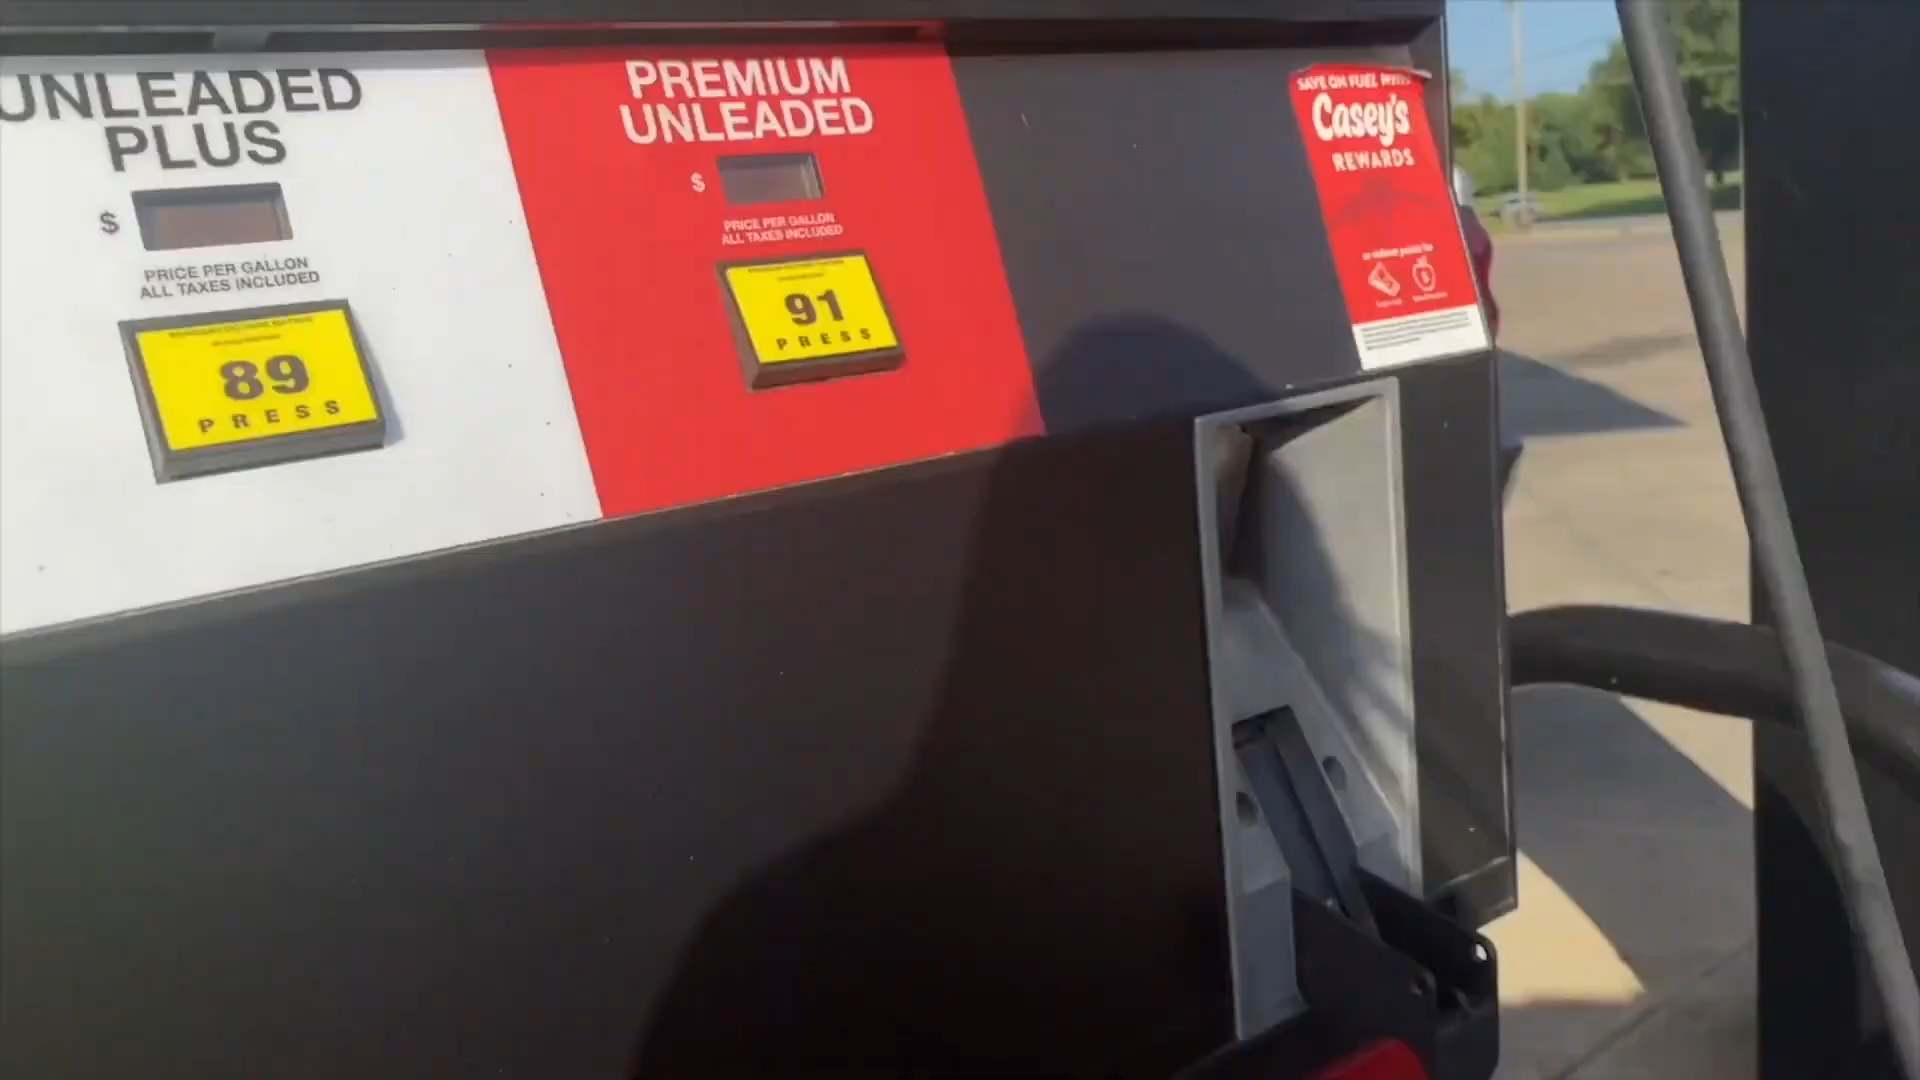 UNLEADED
PLUS
$
PRICE PER GALLON
ALL TAXES INCLUDED
89
PRESS
PREMIUM
UNLEADED
$
PRICE PER GALLON
ALL TAXES INCLUDED
91
PRESS
SAVE ON FUEL WITH
Casey's
REWARDS
$